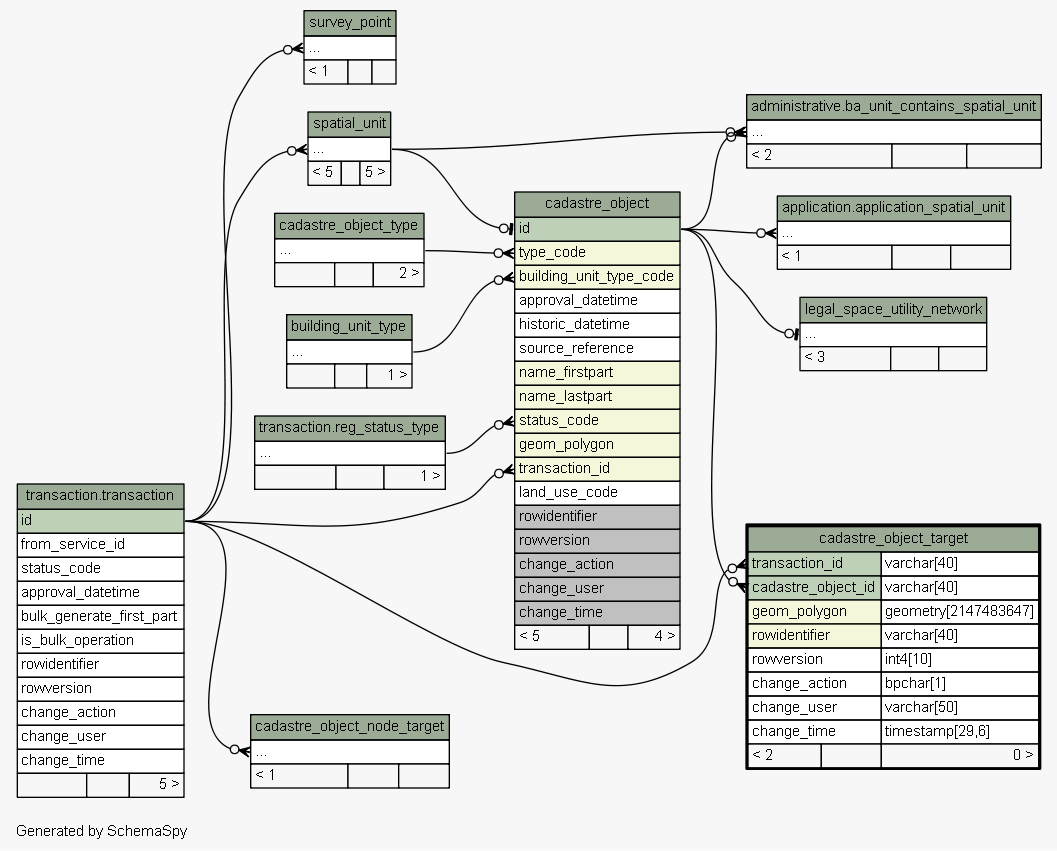 survey_point
...
< 1
spatial_unit
...
< 5 5 >
cadastre_object_type
...
2 >
building_unit_type
...
1 >
transaction.reg_status_type
...
1 >
transaction.transaction
id
from_service_id
status_code
approval_datetime
bulk_generate_first_part
is_bulk_operation
rowidentifier
rowversion
change_action
change_user
change_time
5 >
cadastre_object_node_target
...
< 1
cadastre_object
id
type_code
building_unit_type_code
approval_datetime
historic_datetime
source_reference
name_firstpart
name_lastpart
status_code
geom_polygon
transaction_id
land_use_code
rowidentifier
rowversion
change_action
change_user
change_time
< 5 4 >
administrative.ba_unit_contains_spatial_unit
...
< 2
application.application_spatial_unit
...
< 1
legal_space_utility_network
...
< 3
cadastre_object_target
transaction_id varchar[40]
cadastre_object_id varchar[40]
geom_polygon geometry[2147483647]
rowidentifier varchar[40]
rowversion int4[10]
change_action bpchar[1]
change_user varchar[50]
change_time timestamp[29,6]
< 2 0 >
Generated by SchemaSpy